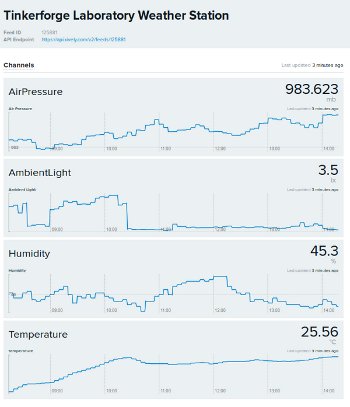 Tinkerforge Laboratory Weather Station
Feed ID 125881
API Endpoint https://api.xively.com/v2/feeds/125881
Channels Last updated 3 minutes ago
AirPressure 983.623
mb
Air Pressure Last updated 3 minutes ago
09:00 10:00 11:00 12:00 13:00 14:00
AmbientLight 3.5
lx
Ambient Light Last updated 3 minutes ago
09:00 10:00 11:00 12:00 13:00 14:00
Humidity 45.3
%
Humidity Last updated 3 minutes ago
09:00 10:00 11:00 12:00 13:00 14:00
Temperature 25.56
°C
Temperature Last updated 3 minutes ago
09:00 10:00 11:00 12:00 13:00 14:00